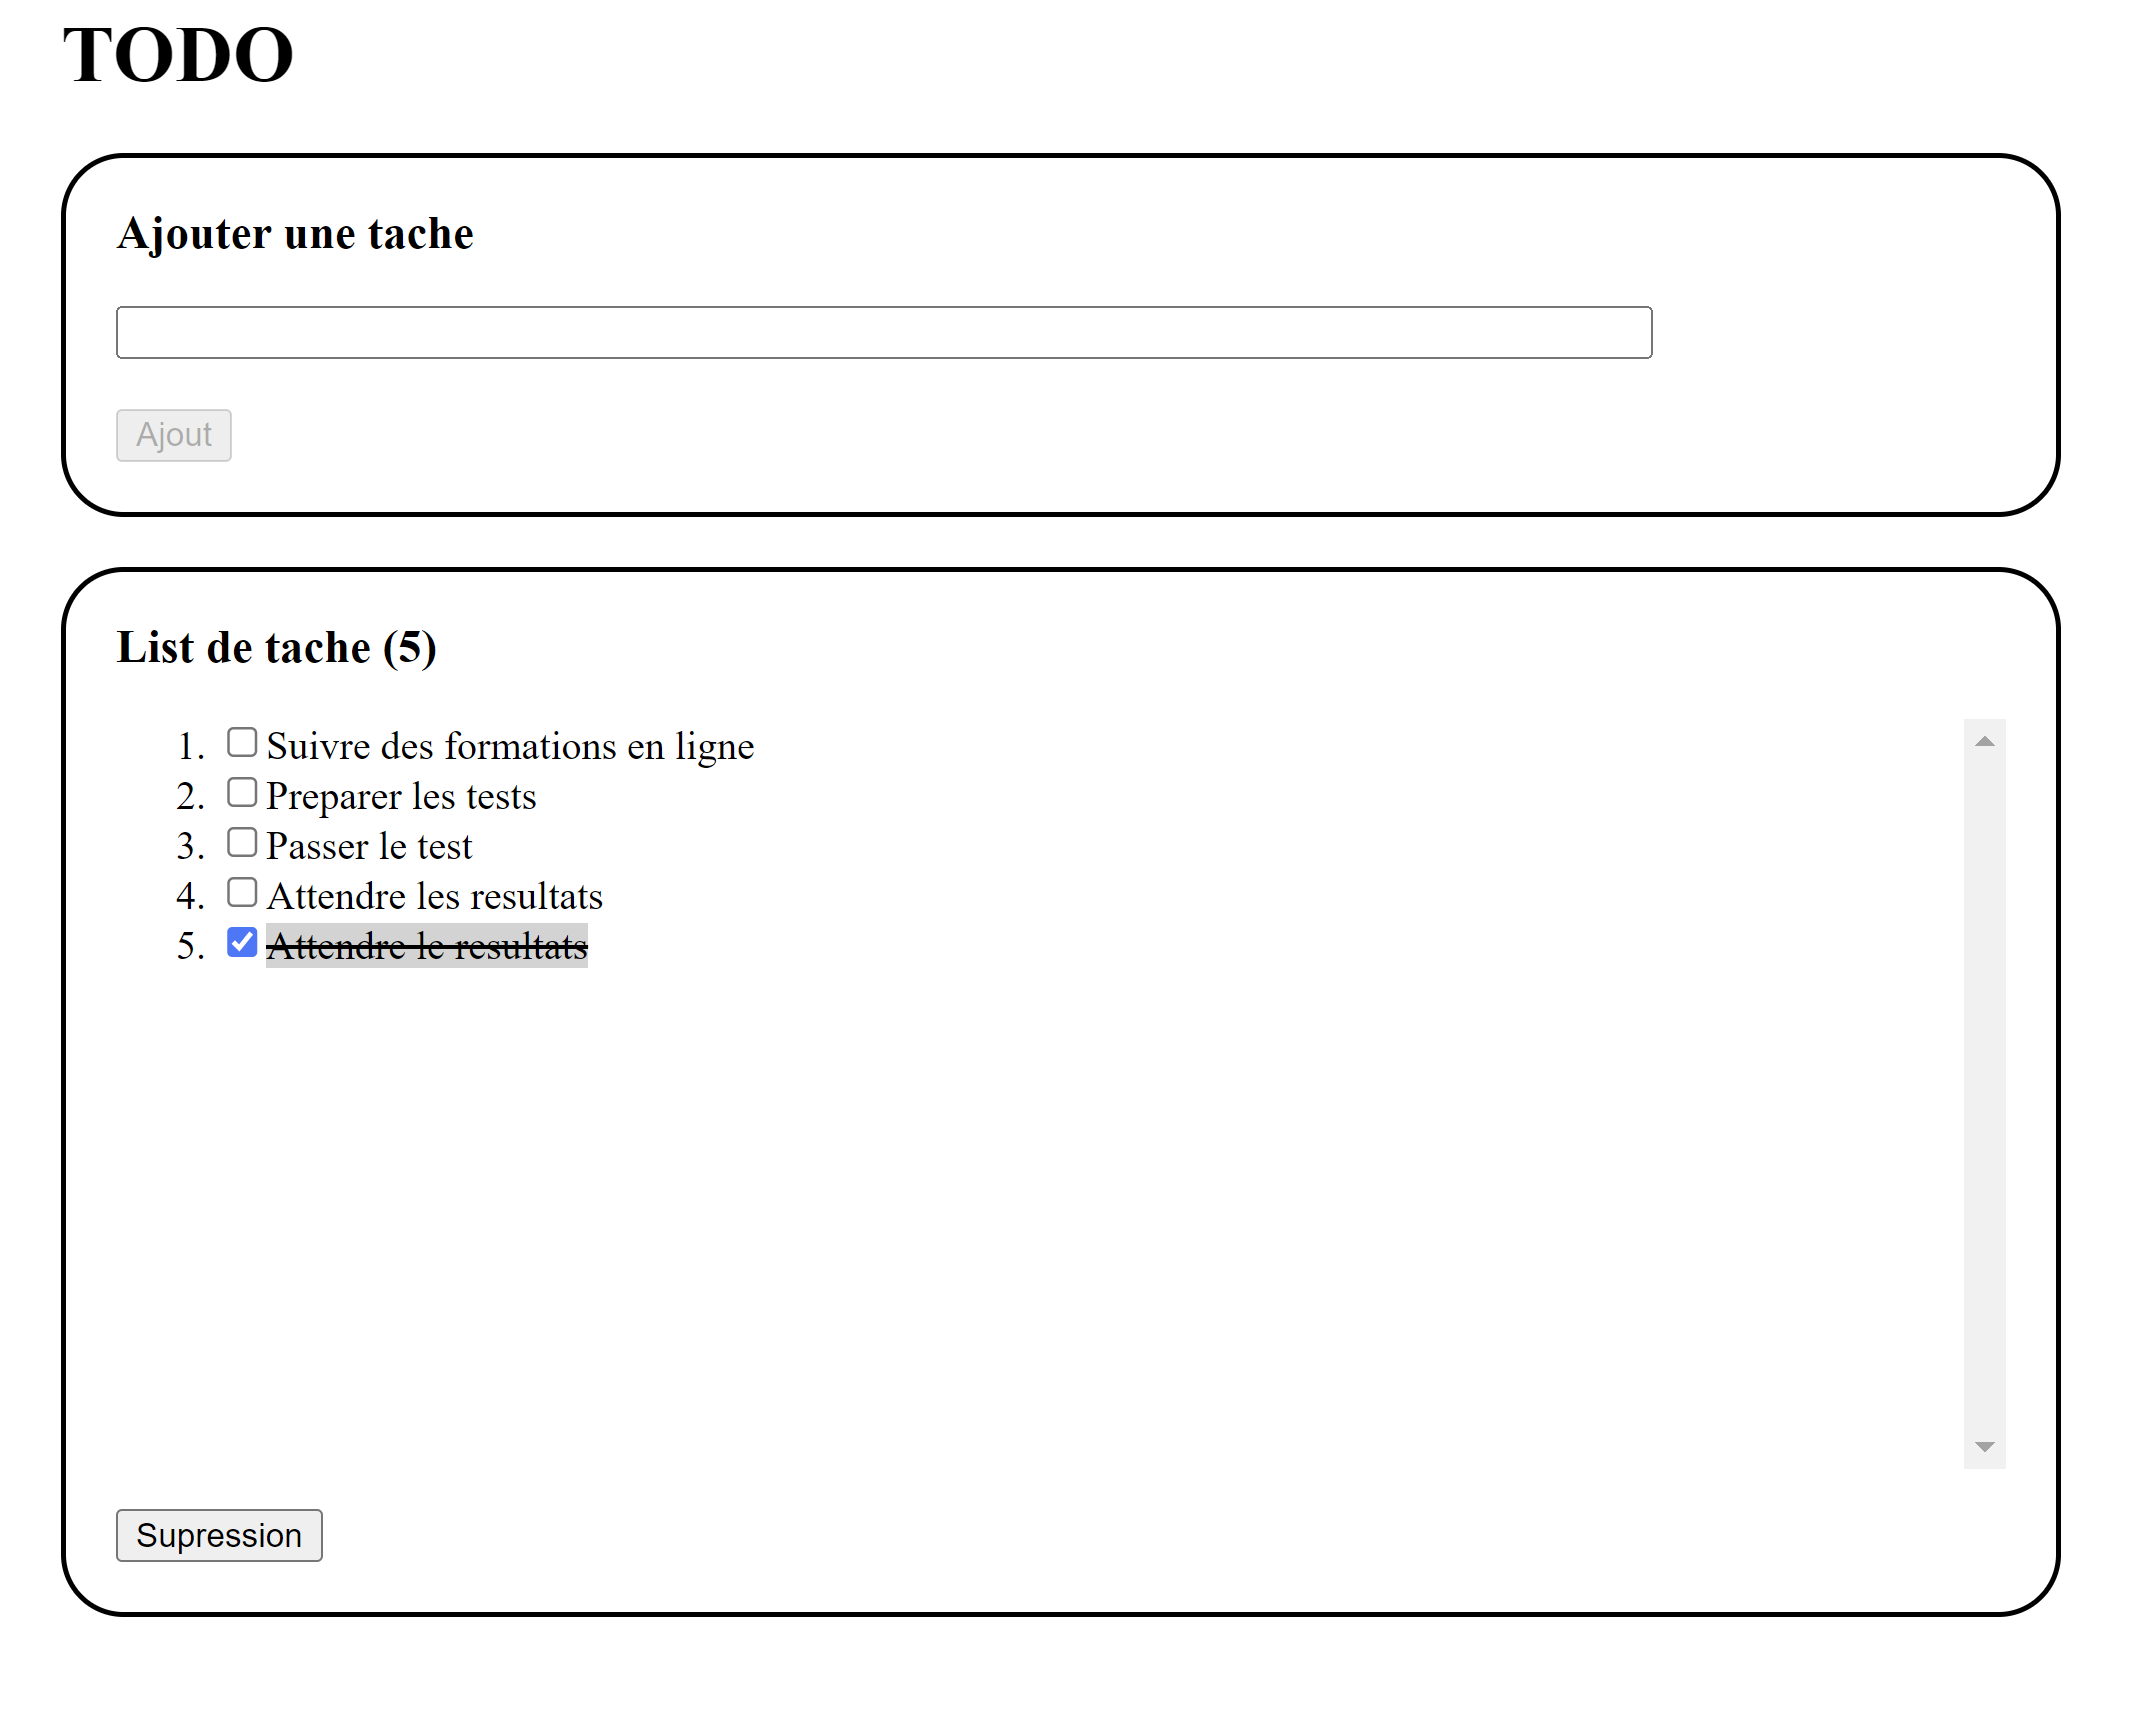 TODO
Ajouter une tache
Ajout
List de tache (5)
1. Suivre des formations en ligne
2. Preparer les tests
3. Passer le test
4. Attendre les resultats
5. Attendre le resultats
Supression